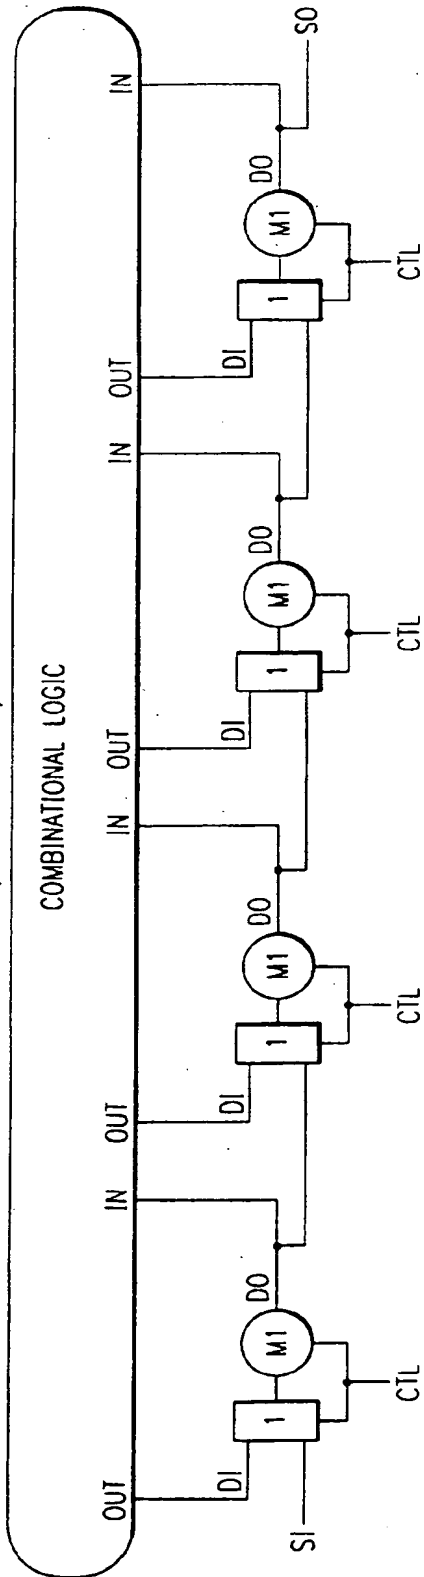 COMBINATIONAL LOGIC
OUT IN OUT IN OUT IN OUT IN
DI DO DI DO DI DO DI DO
1 M1 1 M1 1 M1 1 M1
SI SO
CTL CTL CTL CTL